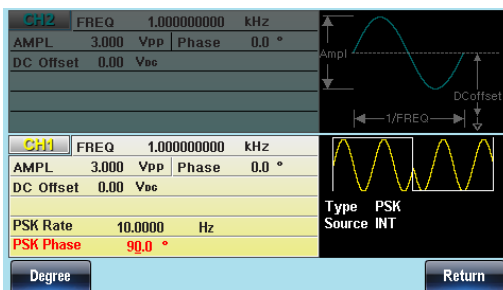 CH2 FREQ 1.000000000 kHz
AMPL 3.000 Vpp Phase 0.0 °
DC Offset 0.00 VDC
Ampl
DCoffset
1/FREQ
CH1 FREQ 1.000000000 kHz
AMPL 3.000 Vpp Phase 0.0 °
DC Offset 0.00 VDC
PSK Rate 10.0000 Hz
PSK Phase 90.0 °
Type PSK
Source INT
Degree
Return